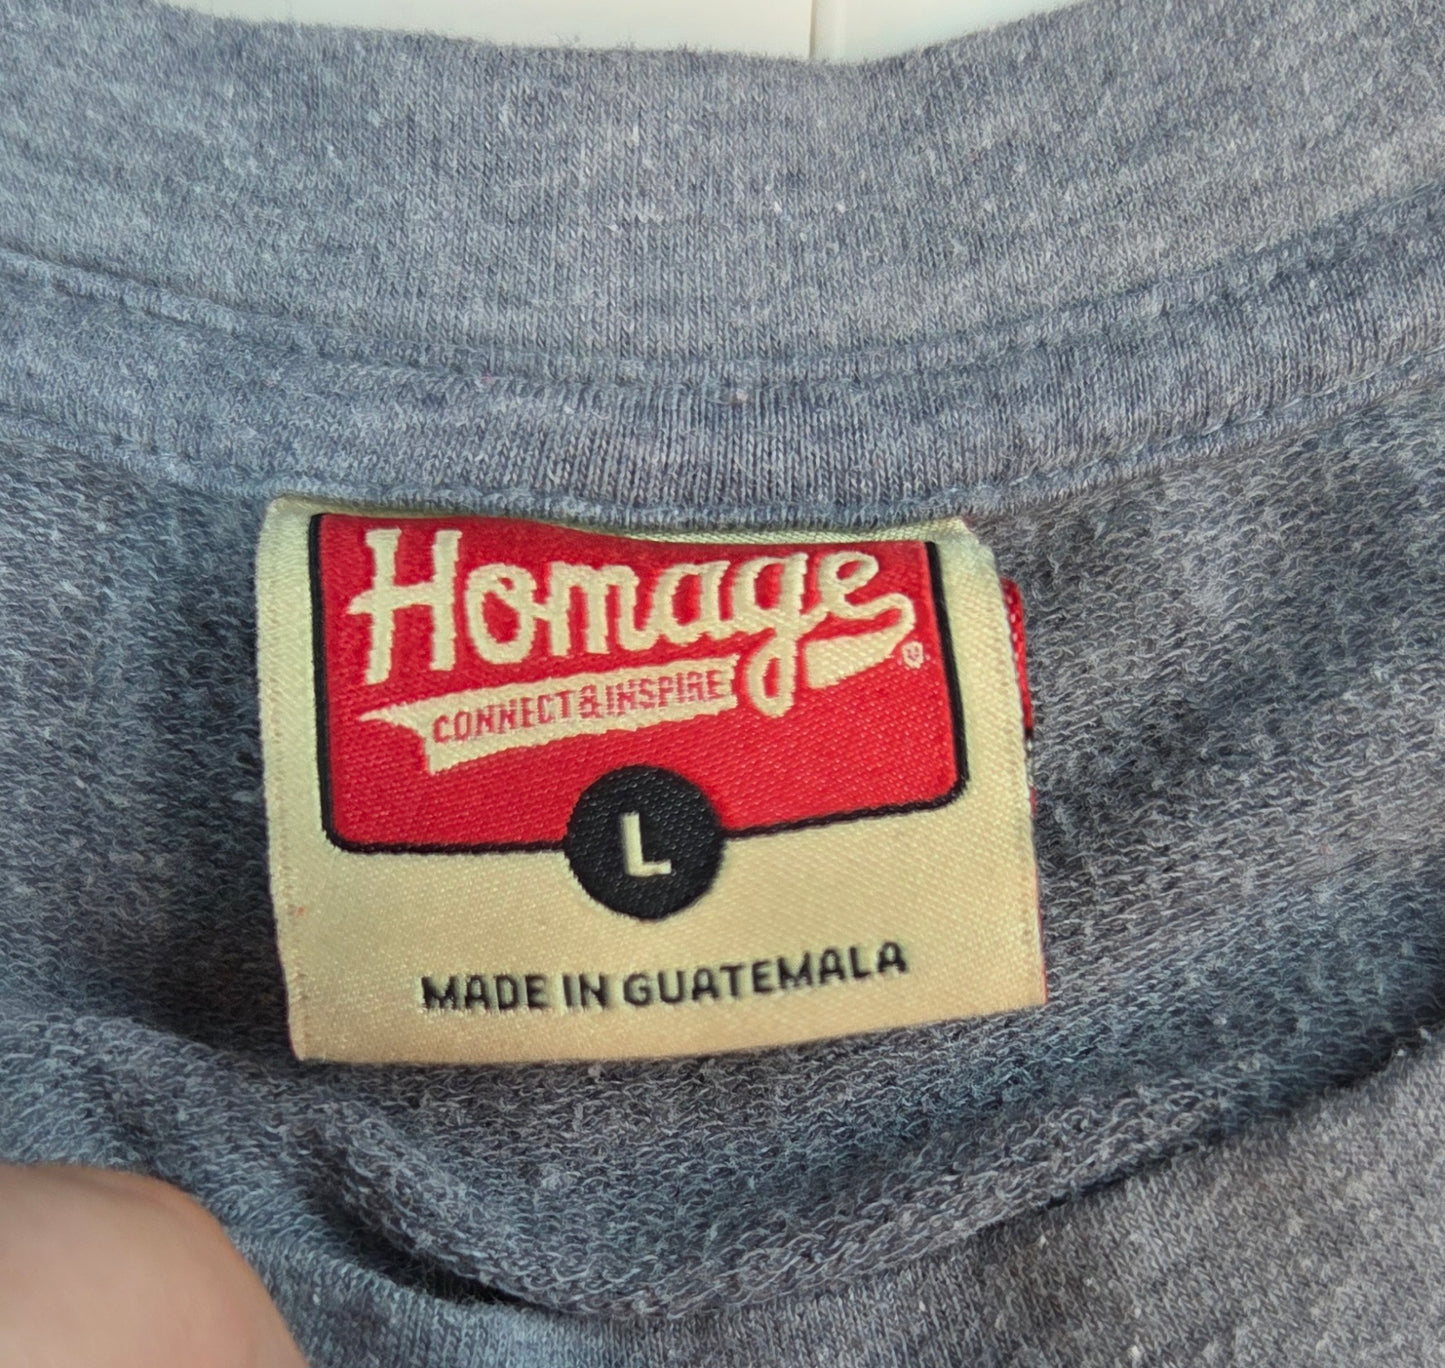 Homage
CONNECT & INSPIRE
L
MADE IN GUATEMALA